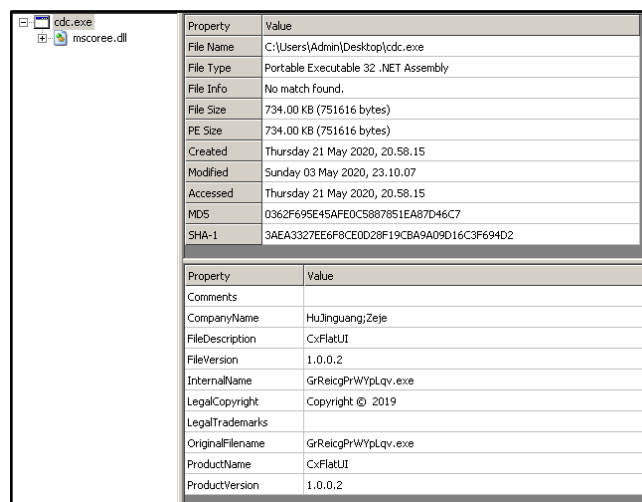 cdc.exe
mscoree.dll
Property Value
File Name C:\Users\Admin\Desktop\cdc.exe
File Type Portable Executable 32 .NET Assembly
File Info No match found.
File Size 734.00 KB (751616 bytes)
PE Size 734.00 KB (751616 bytes)
Created Thursday 21 May 2020, 20.58.15
Modified Sunday 03 May 2020, 23.10.07
Accessed Thursday 21 May 2020, 20.58.15
MD5 0362F695E45AFE0C5887851EA87D46C7
SHA-1 3AEA3327EE6F8CE0D28F19CBA9A09D16C3F694D2
Property Value
Comments
CompanyName HuJinguang;Zeje
FileDescription CxFlatUI
FileVersion 1.0.0.2
InternalName GrReicgPrWYpLqv.exe
LegalCopyright Copyright © 2019
LegalTrademarks
OriginalFilename GrReicgPrWYpLqv.exe
ProductName CxFlatUI
ProductVersion 1.0.0.2